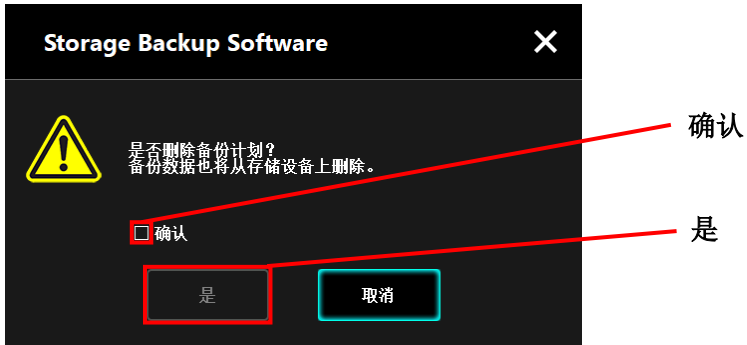 Storage Backup Software
是否删除备份计划？
备份数据也将从存储设备上删除。
确认
是
取消
确认
是